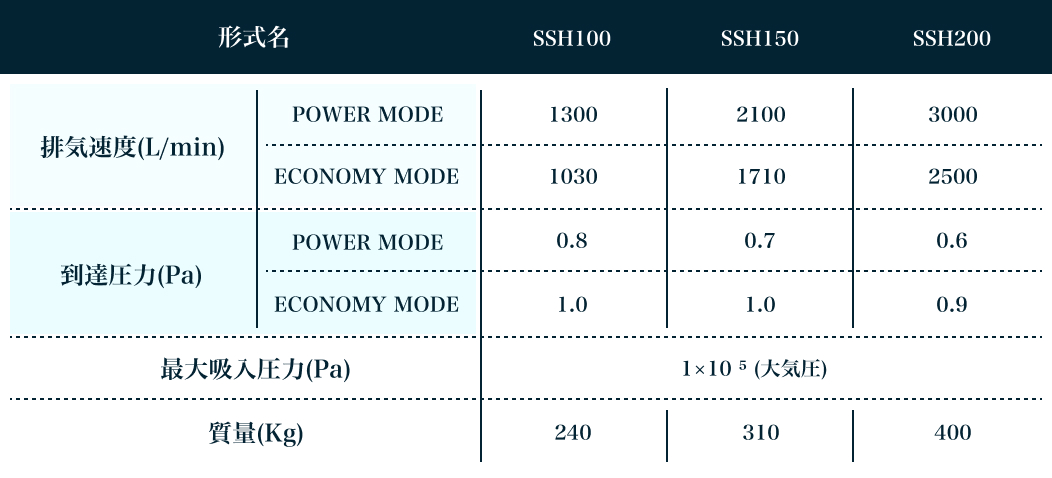 形式名 SSH100 SSH150 SSH200
排気速度(L/min) POWER MODE 1300 2100 3000
ECONOMY MODE 1030 1710 2500
到達圧力(Pa) POWER MODE 0.8 0.7 0.6
ECONOMY MODE 1.0 1.0 0.9
最大吸入圧力(Pa) 1×10 ⁵ (大気圧)
質量(Kg) 240 310 400